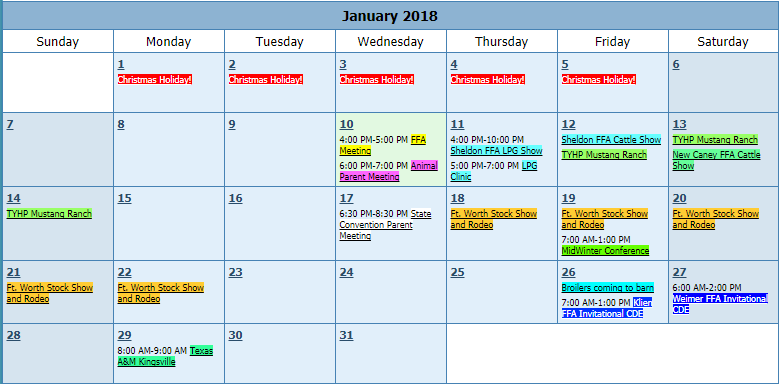 January 2018
Sunday Monday Tuesday Wednesday Thursday Friday Saturday
1
Christmas Holiday!
2
Christmas Holiday!
3
Christmas Holiday!
4
Christmas Holiday!
5
Christmas Holiday!
6
7
8
9
10
4:00 PM-5:00 PM FFA
Meeting
6:00 PM-7:00 PM Animal
Parent Meeting
11
4:00 PM-10:00 PM
Sheldon FFA LPG Show
5:00 PM-7:00 PM LPG
Clinic
12
Sheldon FFA Cattle Show
TYHP Mustang Ranch
13
TYHP Mustang Ranch
New Caney FFA Cattle
Show
14
TYHP Mustang Ranch
15
16
17
6:30 PM-8:30 PM State
Convention Parent
Meeting
18
Ft. Worth Stock Show
and Rodeo
19
Ft. Worth Stock Show
and Rodeo
7:00 AM-1:00 PM
MidWinter Conference
20
Ft. Worth Stock Show
and Rodeo
21
Ft. Worth Stock Show
and Rodeo
22
Ft. Worth Stock Show
and Rodeo
23
24
25
26
Broilers coming to barn
7:00 AM-1:00 PM Klien
FFA Invitational CDE
27
6:00 AM-2:00 PM
Weimer FFA Invitational
CDE
28
29
8:00 AM-9:00 AM Texas
A&M Kingsville
30
31